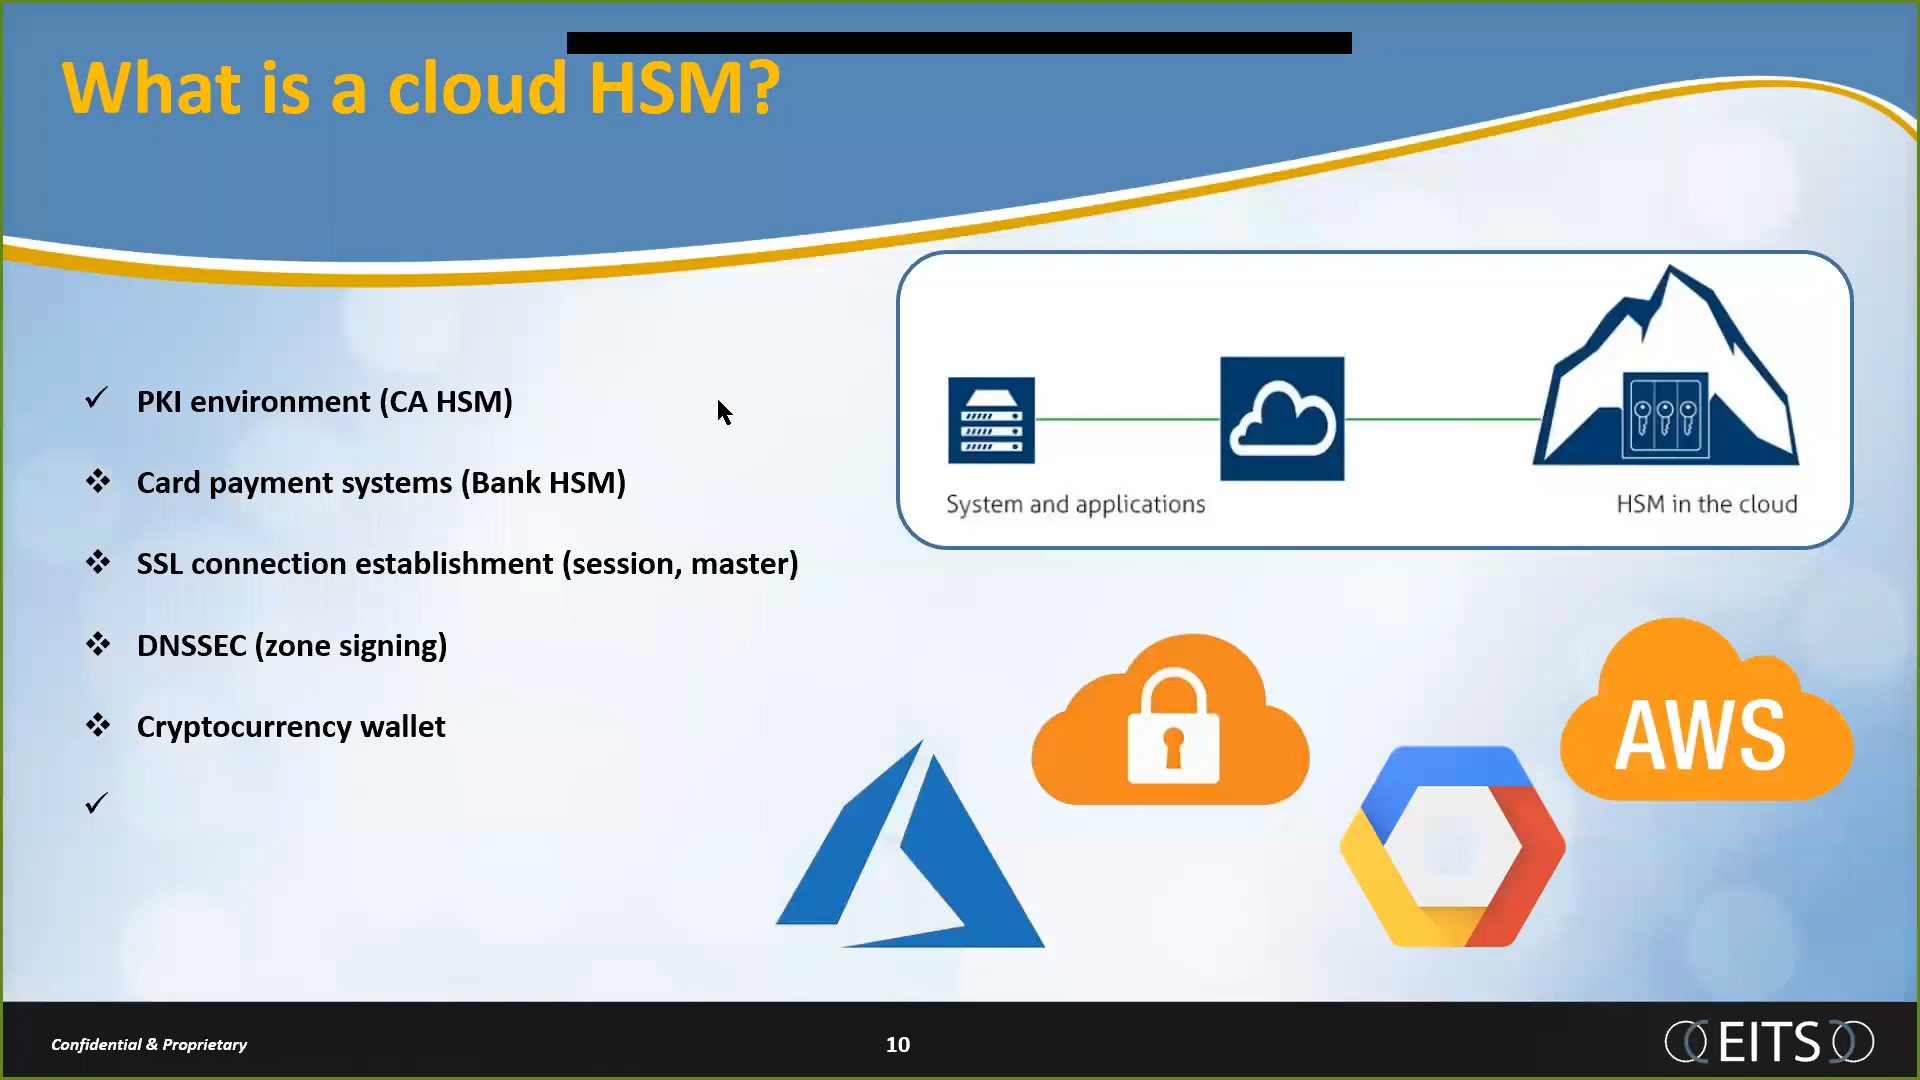 What is a cloud HSM?
PKI environment (CA HSM)
Card payment systems (Bank HSM)
SSL connection establishment (session, master)
DNSSEC (zone signing)
Cryptocurrency wallet
System and applications
HSM in the cloud
AWS
Confidential & Proprietary
10
EITS